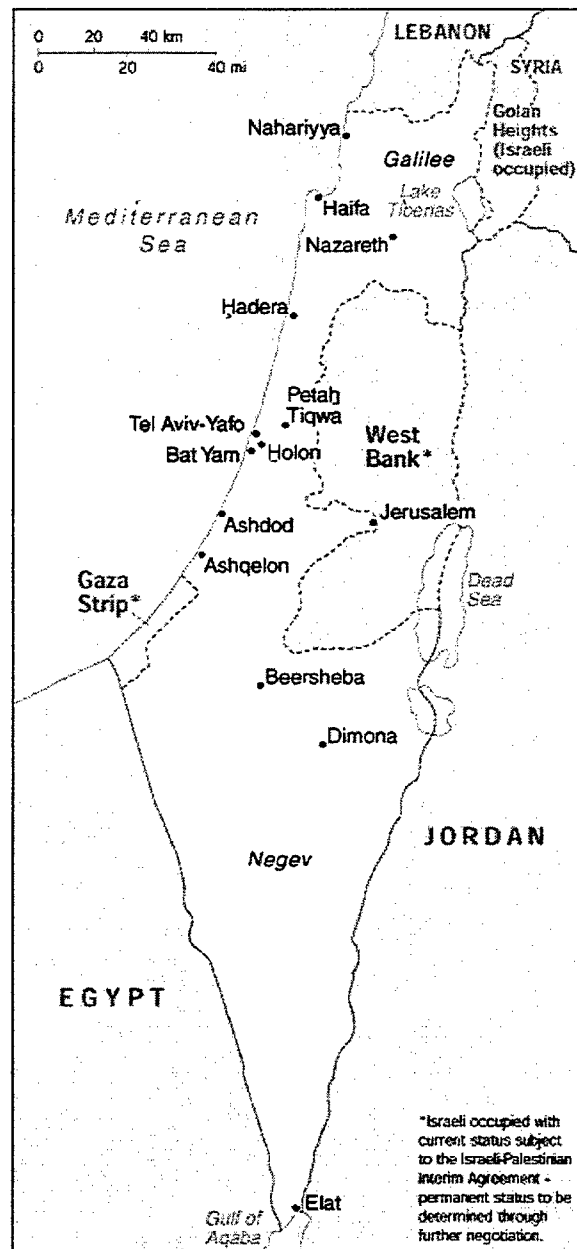 0 20 40 km
0 20 40 mi
LEBANON
SYRIA
Golan
Heights
(Israeli
occupied)
Nahariyya
Galilee
Lake
Tiberias
Haifa
Mediterranean
Sea
Nazareth
Hadera
Petah
Tiqwa
Tel Aviv-Yafo
Bat Yam
Holon
West
Bank*
Jerusalem
Ashdod
Ashqelon
Gaza
Strip*
Dead
Sea
Beersheba
Dimona
Negev
JORDAN
EGYPT
*Israeli occupied with
current status subject
to the Israeli-Palestinian
Interim Agreement -
permanent status to be
determined through
further negotiation.
Elat
Gulf of
Aqaba